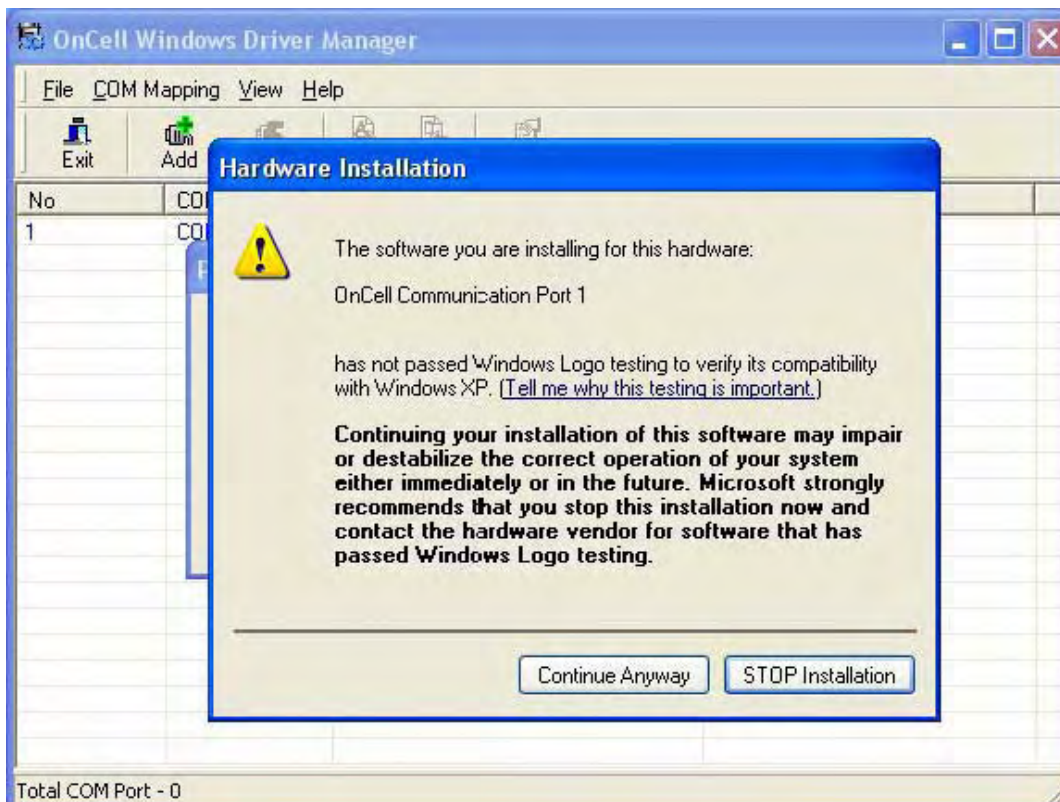 OnCell Windows Driver Manager
File COM Mapping View Help
Exit Add
Hardware Installation
No
1
The software you are installing for this hardware:
OnCell Communication Port 1
has not passed Windows Logo testing to verify its compatibility
with Windows XP. (Tell me why this testing is important.)
Continuing your installation of this software may impair
or destabilize the correct operation of your system
either immediately or in the future. Microsoft strongly
recommends that you stop this installation now and
contact the hardware vendor for software that has
passed Windows Logo testing.
Continue Anyway STOP Installation
Total COM Port - 0